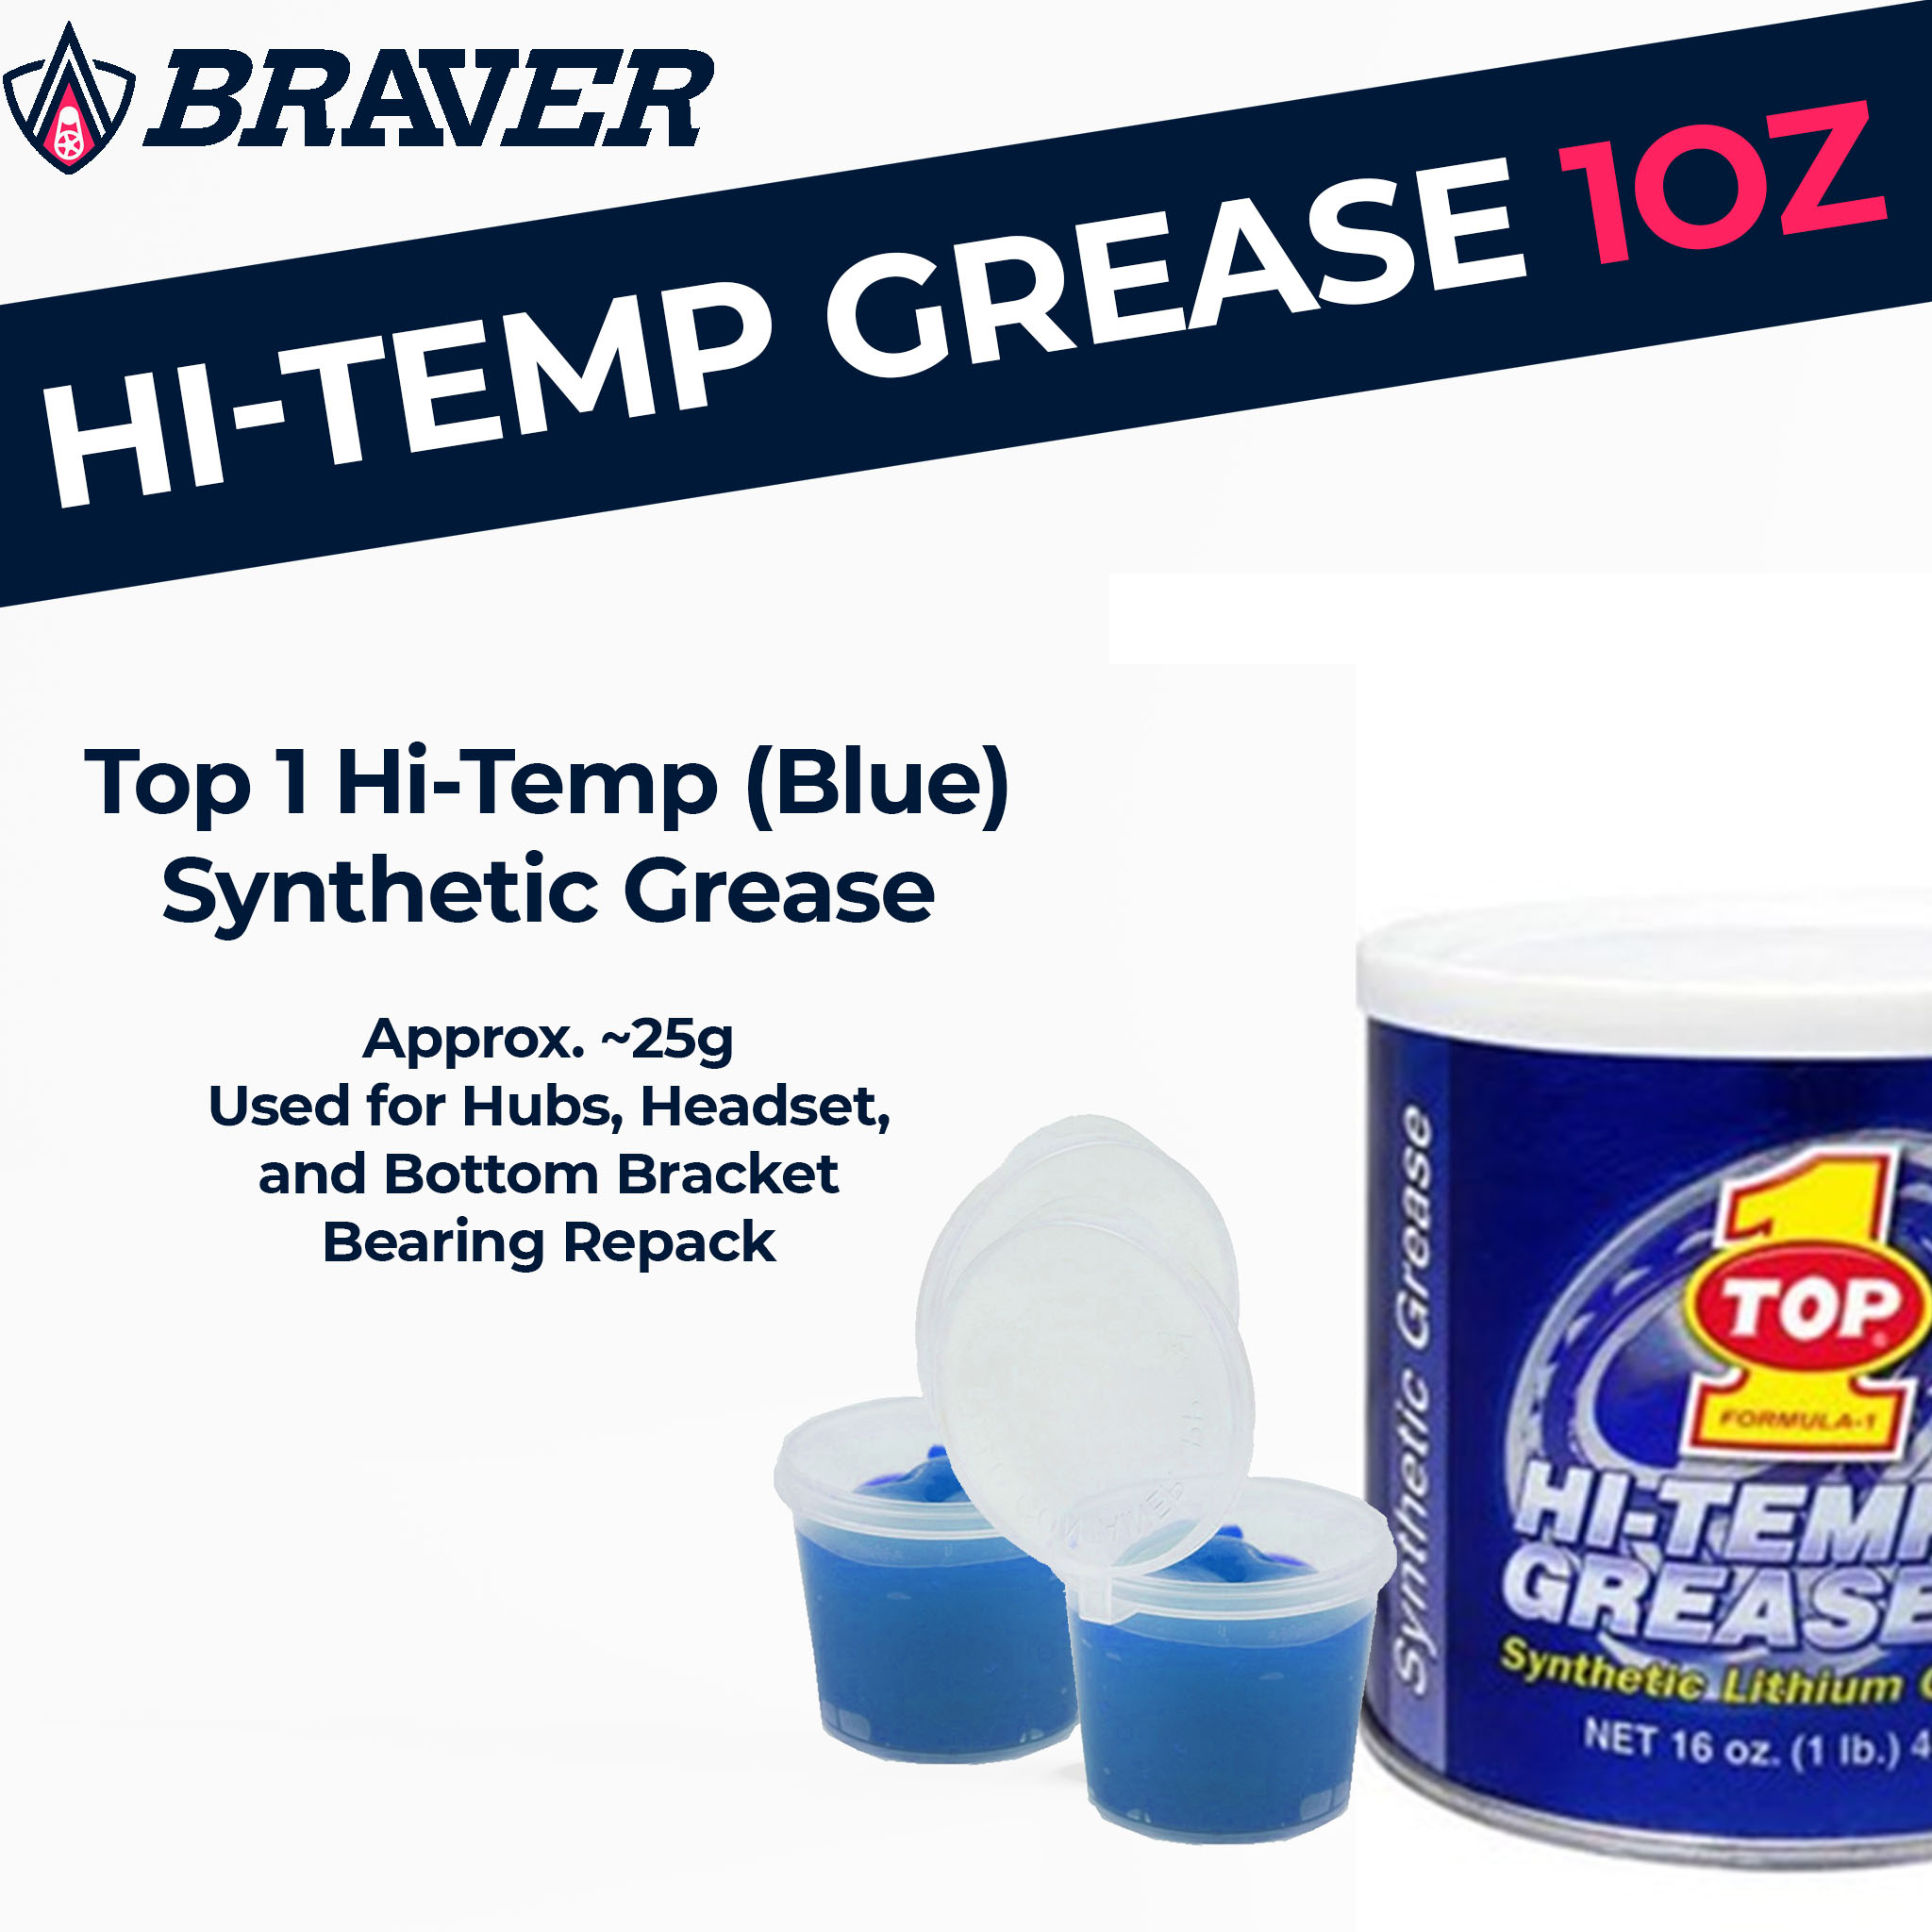 BRAVER
HI-TEMP GREASE 1OZ
Top 1 Hi-Temp (Blue)
Synthetic Grease
Approx. ~25g
Used for Hubs, Headset,
and Bottom Bracket
Bearing Repack
Synthetic Grease
1
TOP
FORMULA-1
HI-TEMP
GREASE
Synthetic Lithium
NET 16 oz. (1 lb.) 4